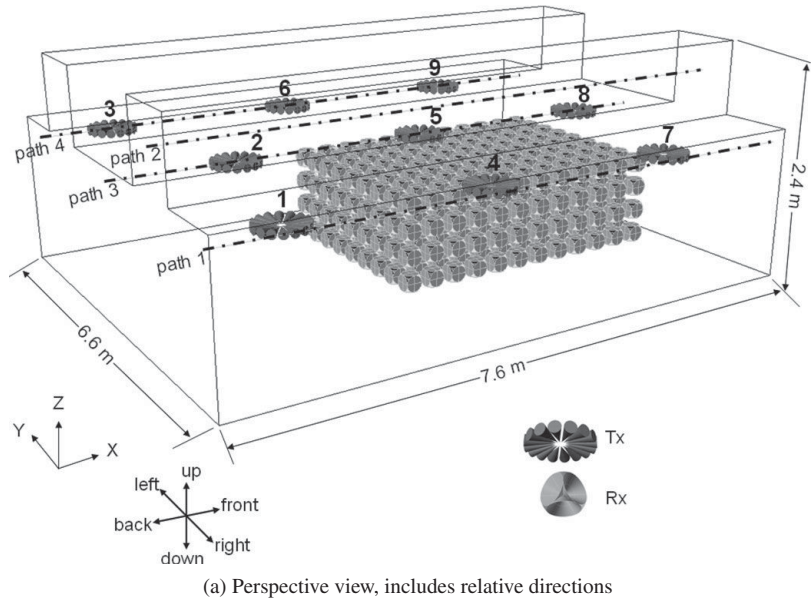 3
6
9
path 4
path 2
2
5
8
path 3
1
4
7
path 1
2.4 m
6.6 m
7.6 m
Z
Y
X
up
left
front
back
right
down
Tx
Rx
(a) Perspective view, includes relative directions